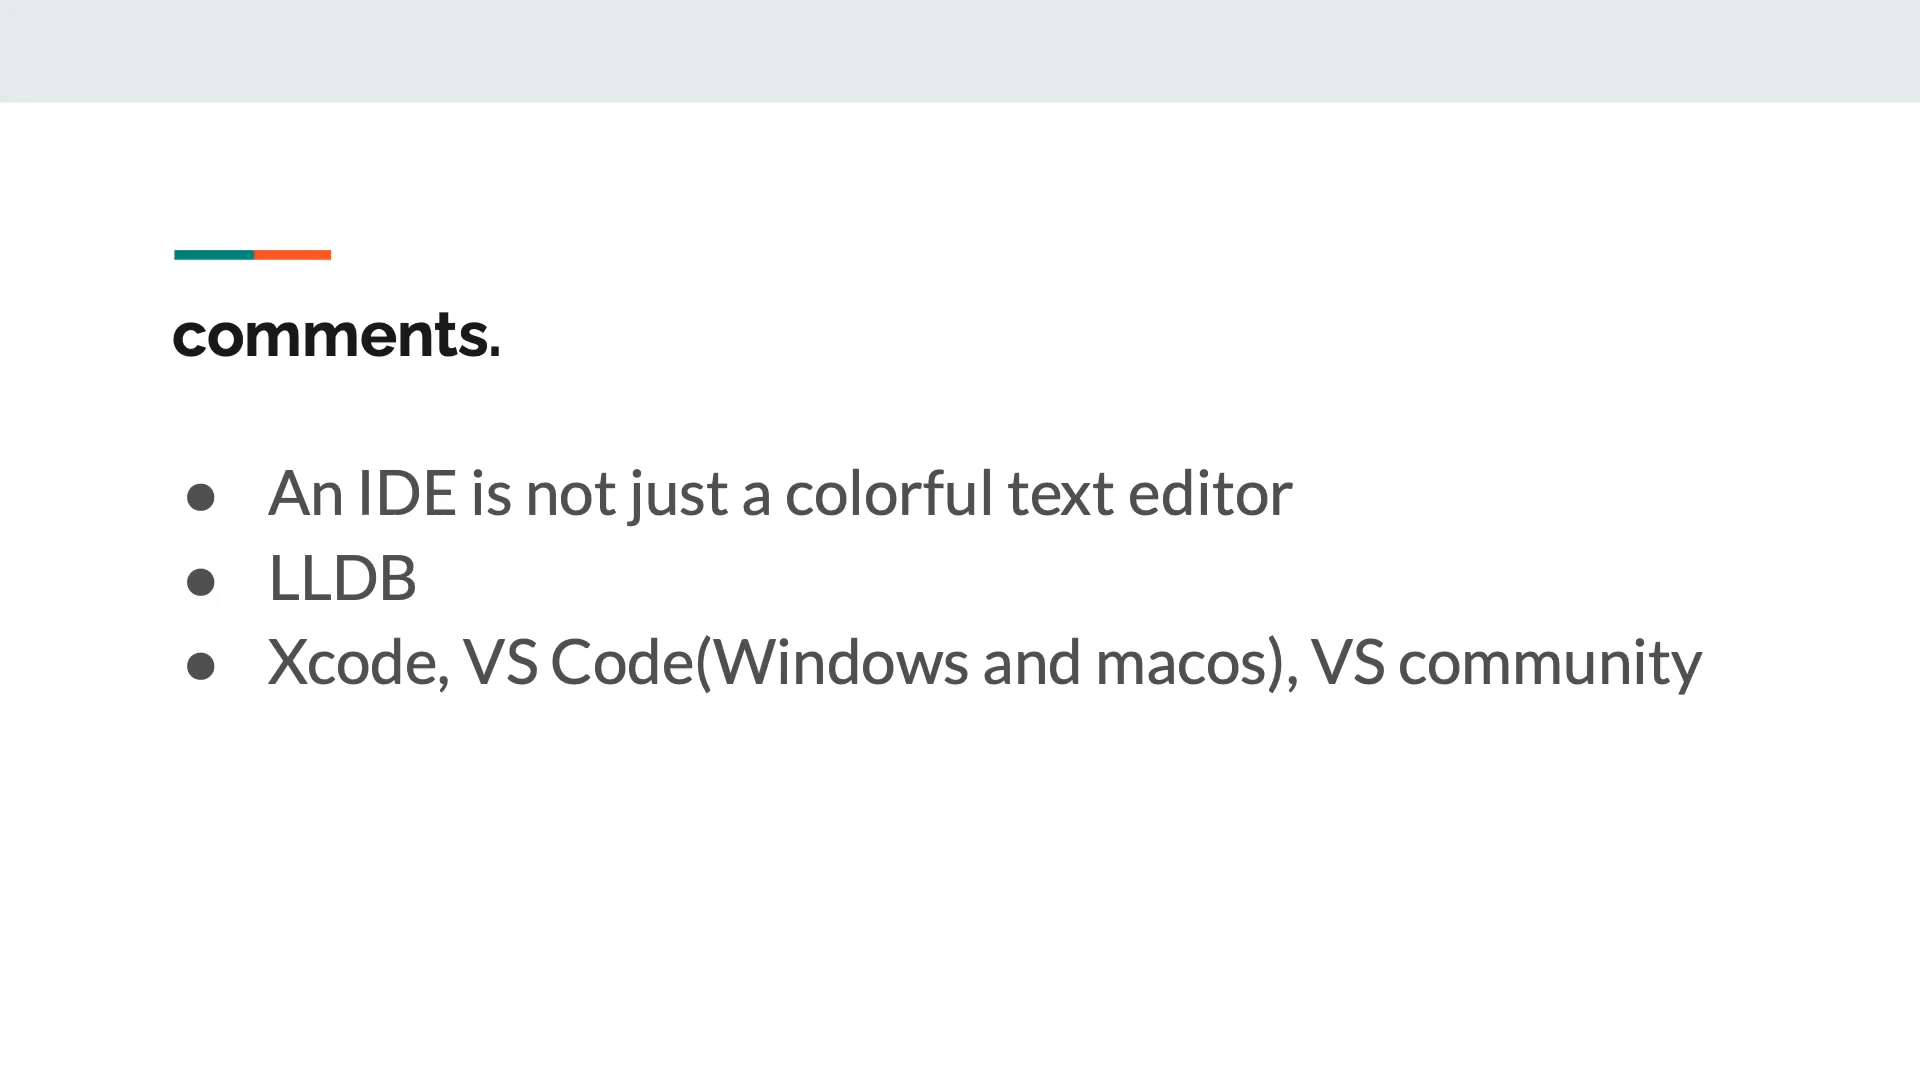 comments.
● An IDE is not just a colorful text editor
● LLDB
● Xcode, VS Code(Windows and macos), VS community